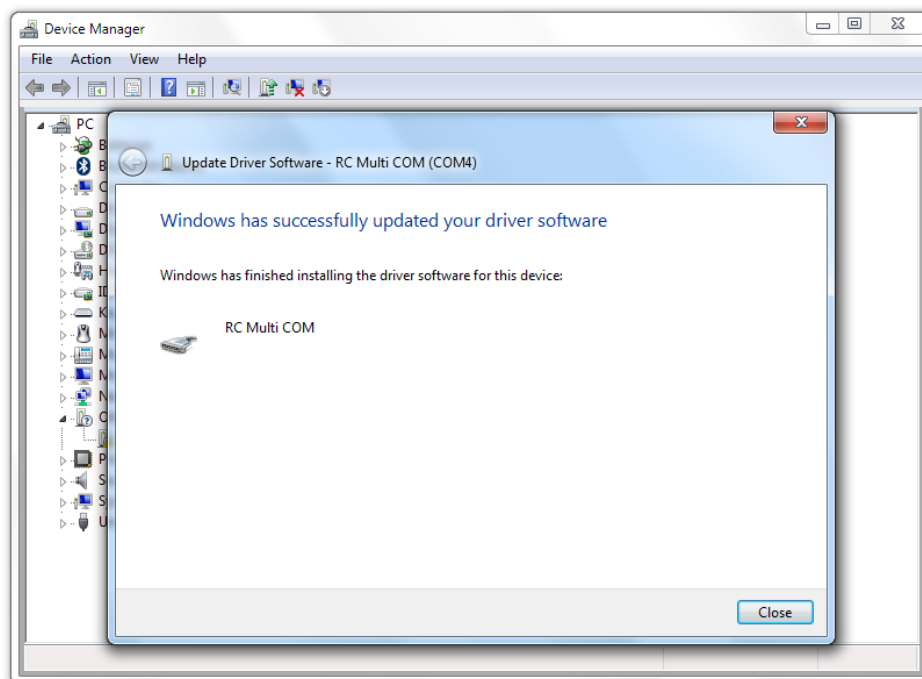 Device Manager
File Action View Help
PC
Update Driver Software - RC Multi COM (COM4)
Windows has successfully updated your driver software
Windows has finished installing the driver software for this device:
RC Multi COM
Close